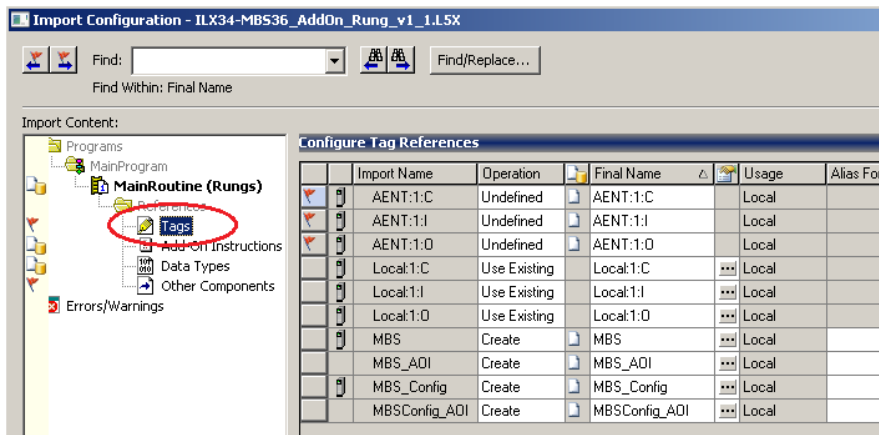 Import Configuration - ILX34-MBS36_AddOn_Rung_v1_1.L5X
Find: Find/Replace...
Find Within: Final Name
Import Content:
Programs
MainProgram
MainRoutine (Rungs)
References
Tags
Add-On Instructions
Data Types
Other Components
Errors/Warnings
Configure Tag References
Import Name Operation Final Name Usage Alias Fo
AENT:1:C Undefined AENT:1:C Local
AENT:1:I Undefined AENT:1:I Local
AENT:1:O Undefined AENT:1:O Local
Local:1:C Use Existing Local:1:C ... Local
Local:1:I Use Existing Local:1:I ... Local
Local:1:O Use Existing Local:1:O ... Local
MBS Create MBS ... Local
MBS_AOI Create MBS_AOI ... Local
MBS_Config Create MBS_Config ... Local
MBSConfig_AOI Create MBSConfig_AOI ... Local